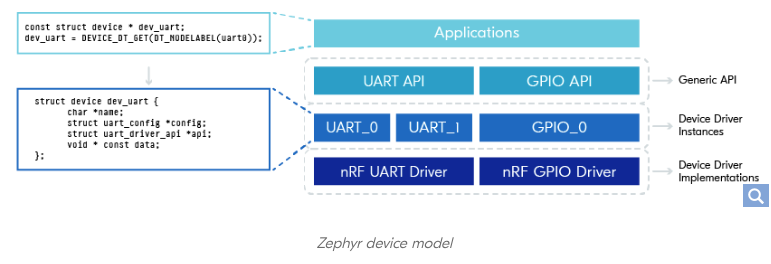 const struct device * dev_uart;
dev_uart = DEVICE_DT_GET(DT_NODELABEL(uart0));
Applications
UART API
GPIO API
Generic API
struct device dev_uart {
char *name;
struct uart_config *config;
struct uart_driver_api *api;
void * const data;
};
UART_0
UART_1
GPIO_0
Device Driver
Instances
nRF UART Driver
nRF GPIO Driver
Device Driver
Implementations
Zephyr device model